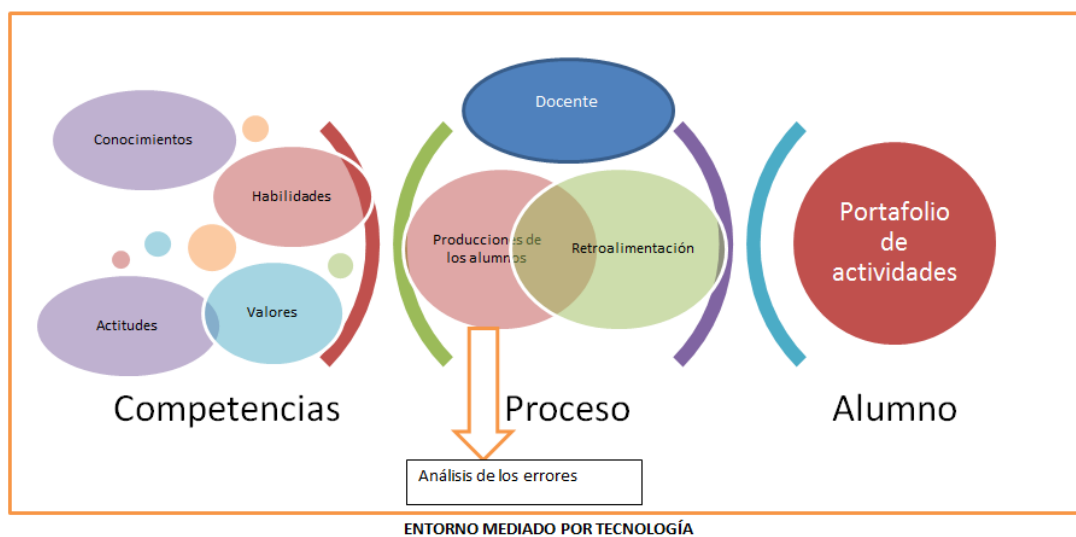 Conocimientos
Habilidades
Actitudes
Valores
Competencias
Docente
Producciones de
los alumnos
Retroalimentación
Proceso
Análisis de los errores
Portafolio
de
actividades
Alumno
ENTORNO MEDIADO POR TECNOLOGÍA